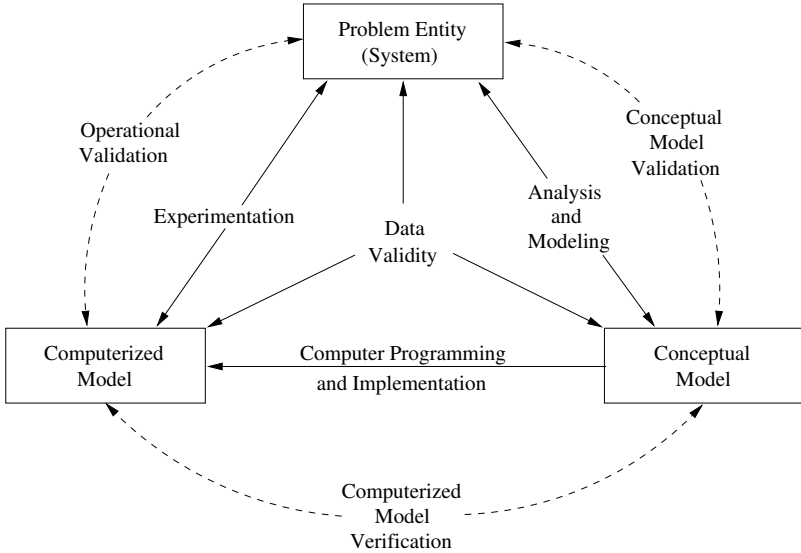 Problem Entity
(System)
Operational
Validation
Conceptual
Model
Validation
Experimentation
Analysis
and
Modeling
Data
Validity
Computerized
Model
Computer Programming
and Implementation
Conceptual
Model
Computerized
Model
Verification